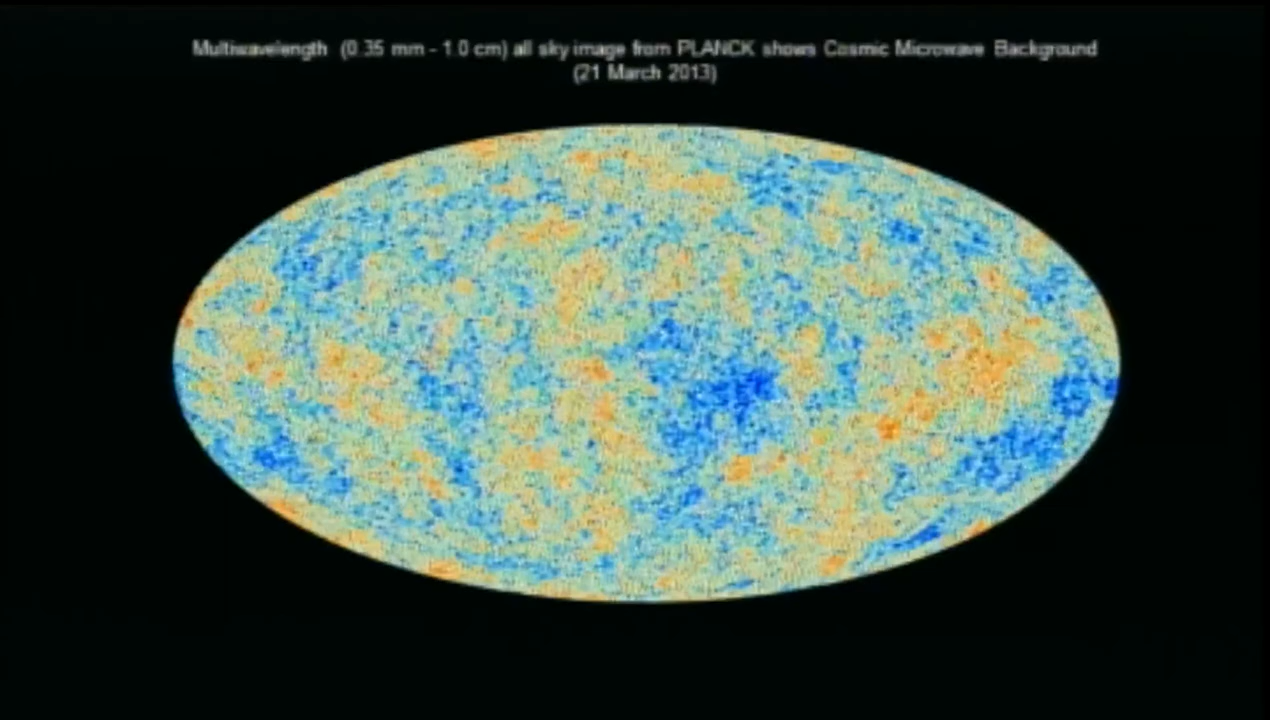 Multiwavelength (0.35 mm - 1.0 cm) all sky image from PLANCK shows Cosmic Microwave Background
(21 March 2013)